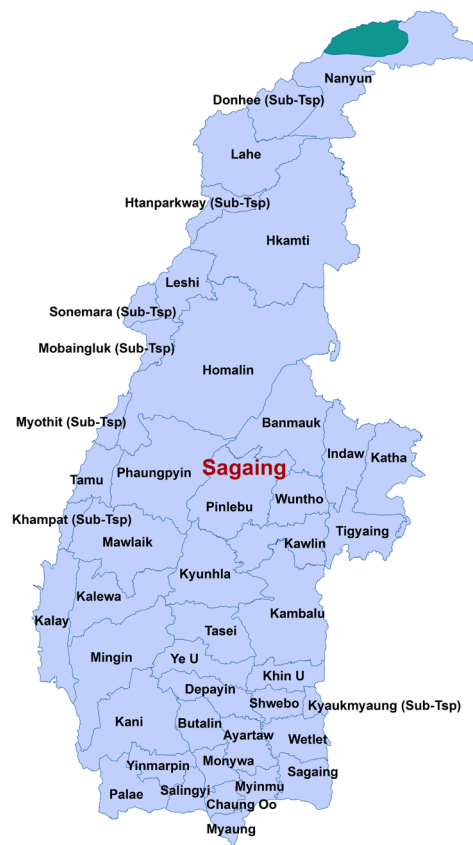 Nanyun
Donhee (Sub-Tsp)
Lahe
Htanparkway (Sub-Tsp)
Hkamti
Leshi
Sonemara (Sub-Tsp)
Mobaingluk (Sub-Tsp)
Homalin
Myothit (Sub-Tsp)
Banmauk
Indaw
Katha
Tamu
Phaungpyin
Sagaing
Pinlebu
Wuntho
Khampat (Sub-Tsp)
Tigyaing
Mawlaik
Kawlin
Kyunhla
Kalewa
Kalay
Kambalu
Tasei
Mingin
Ye U
Khin U
Depayin
Shwebo
Kyaukmyaung (Sub-Tsp)
Kani
Butalin
Ayartaw
Wetlet
Yinmarpin
Monywa
Sagaing
Palae
Salingyi
Myinmu
Chaung Oo
Myaung